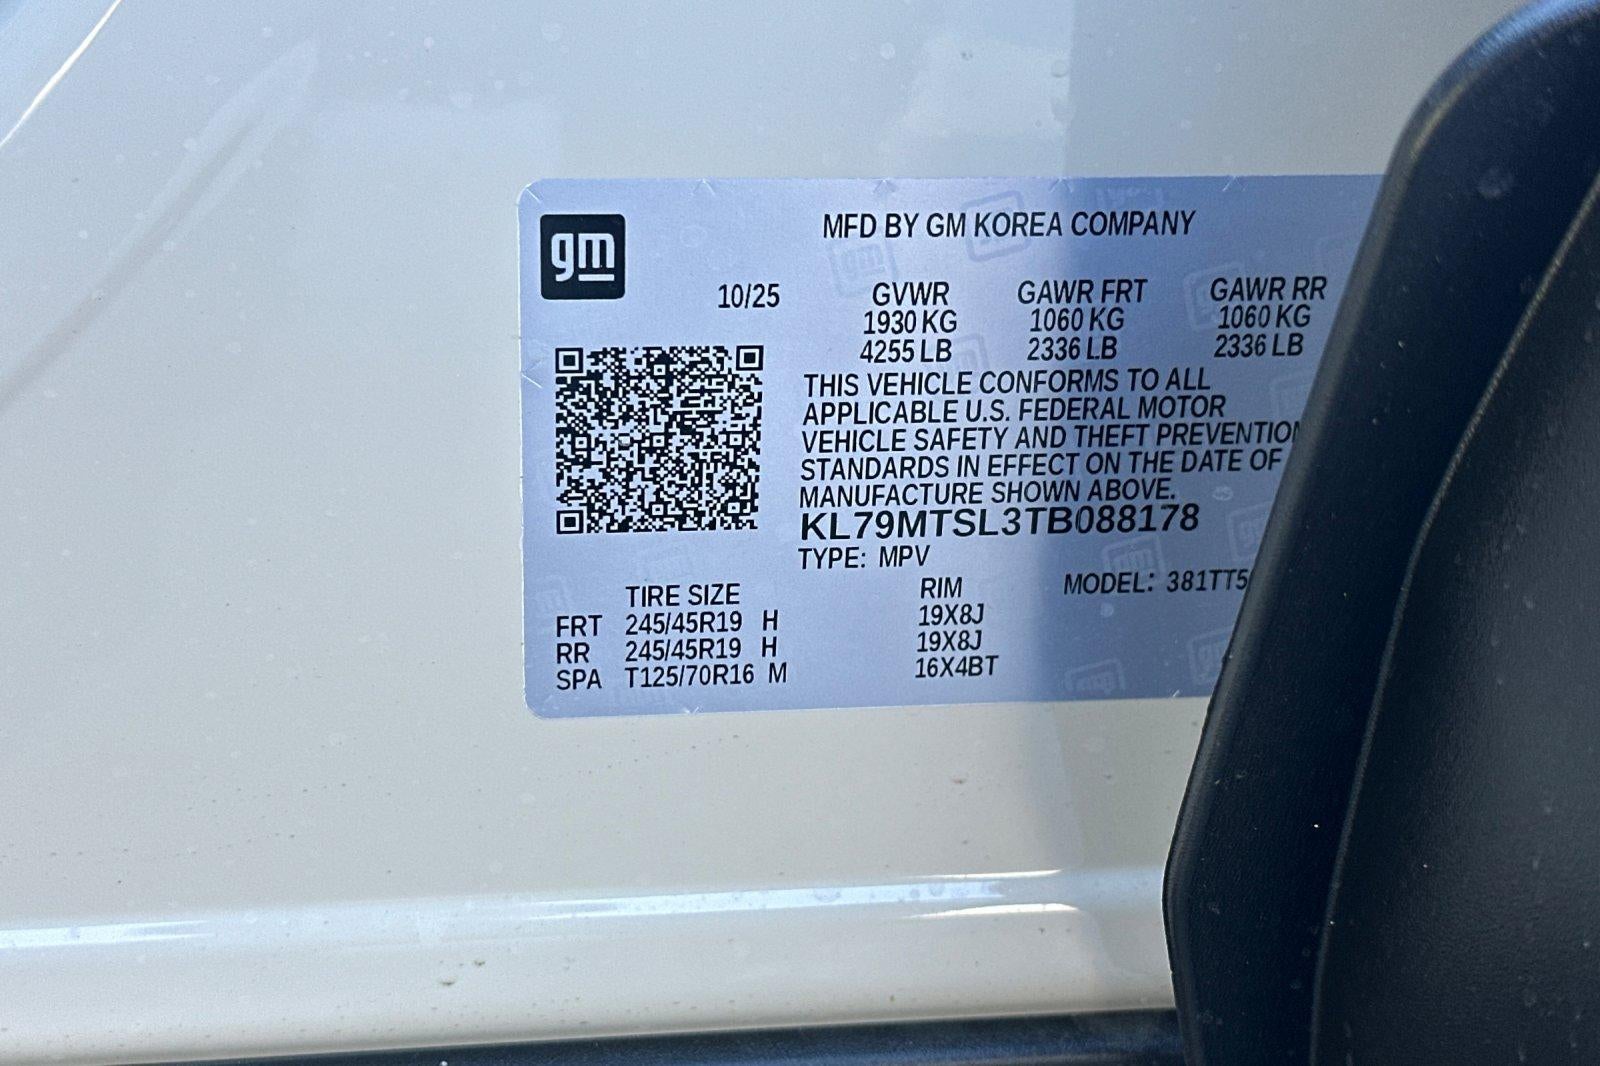 gm
MFD BY GM KOREA COMPANY
10/25 GVWR GAWR FRT GAWR RR
1930 KG 1060 KG 1060 KG
4255 LB 2336 LB 2336 LB
THIS VEHICLE CONFORMS TO ALL
APPLICABLE U.S. FEDERAL MOTOR
VEHICLE SAFETY AND THEFT PREVENTION
STANDARDS IN EFFECT ON THE DATE OF
MANUFACTURE SHOWN ABOVE.
KL79MTSL3TB088178
TYPE: MPV
MODEL: 381TT5
TIRE SIZE RIM
FRT 245/45R19 H 19X8J
RR 245/45R19 H 19X8J
SPA T125/70R16 M 16X4BT